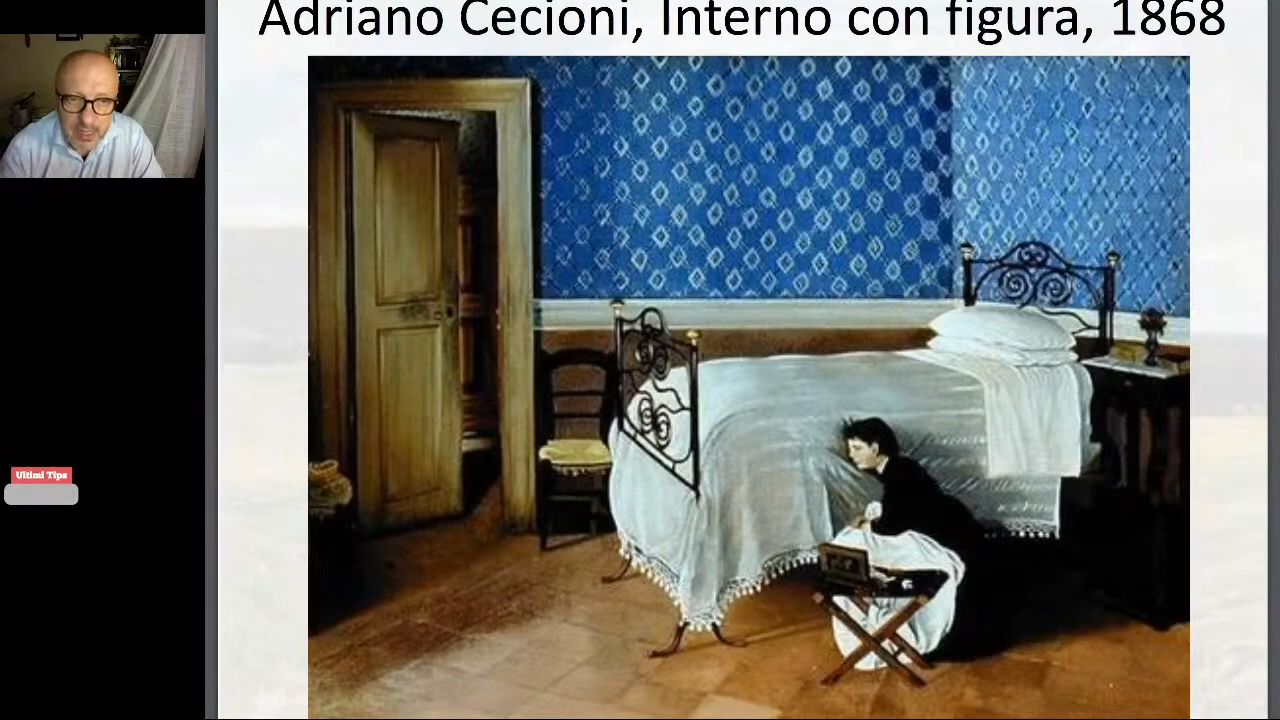 Adriano Cecioni, Interno con figura, 1868
Ultimi Tips